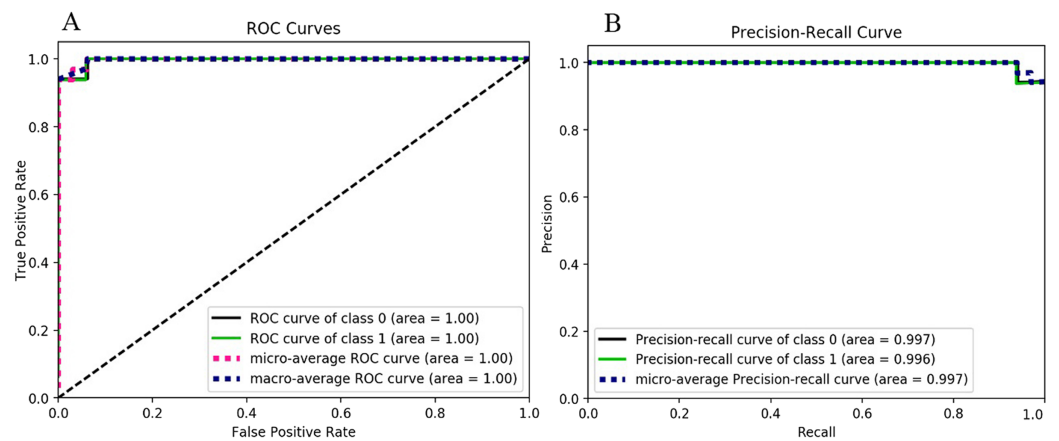 A
ROC Curves
1.0
0.8
0.6
0.4
0.2
0.0
True Positive Rate
ROC curve of class 0 (area = 1.00)
ROC curve of class 1 (area = 1.00)
micro-average ROC curve (area = 1.00)
macro-average ROC curve (area = 1.00)
0.0 0.2 0.4 0.6 0.8 1.0
False Positive Rate
B
Precision-Recall Curve
1.0
0.8
0.6
0.4
0.2
0.0
Precision
Precision-recall curve of class 0 (area = 0.997)
Precision-recall curve of class 1 (area = 0.996)
micro-average Precision-recall curve (area = 0.997)
0.0 0.2 0.4 0.6 0.8 1.0
Recall